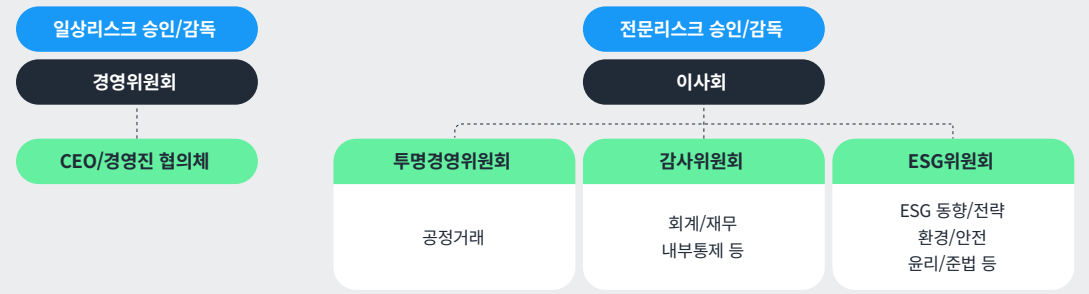 일상리스크 승인/감독
경영위원회
CEO/경영진 협의체
전문리스크 승인/감독
이사회
투명경영위원회
공정거래
감사위원회
회계/재무
내부통제 등
ESG위원회
ESG 동향/전략
환경/안전
윤리/준법 등